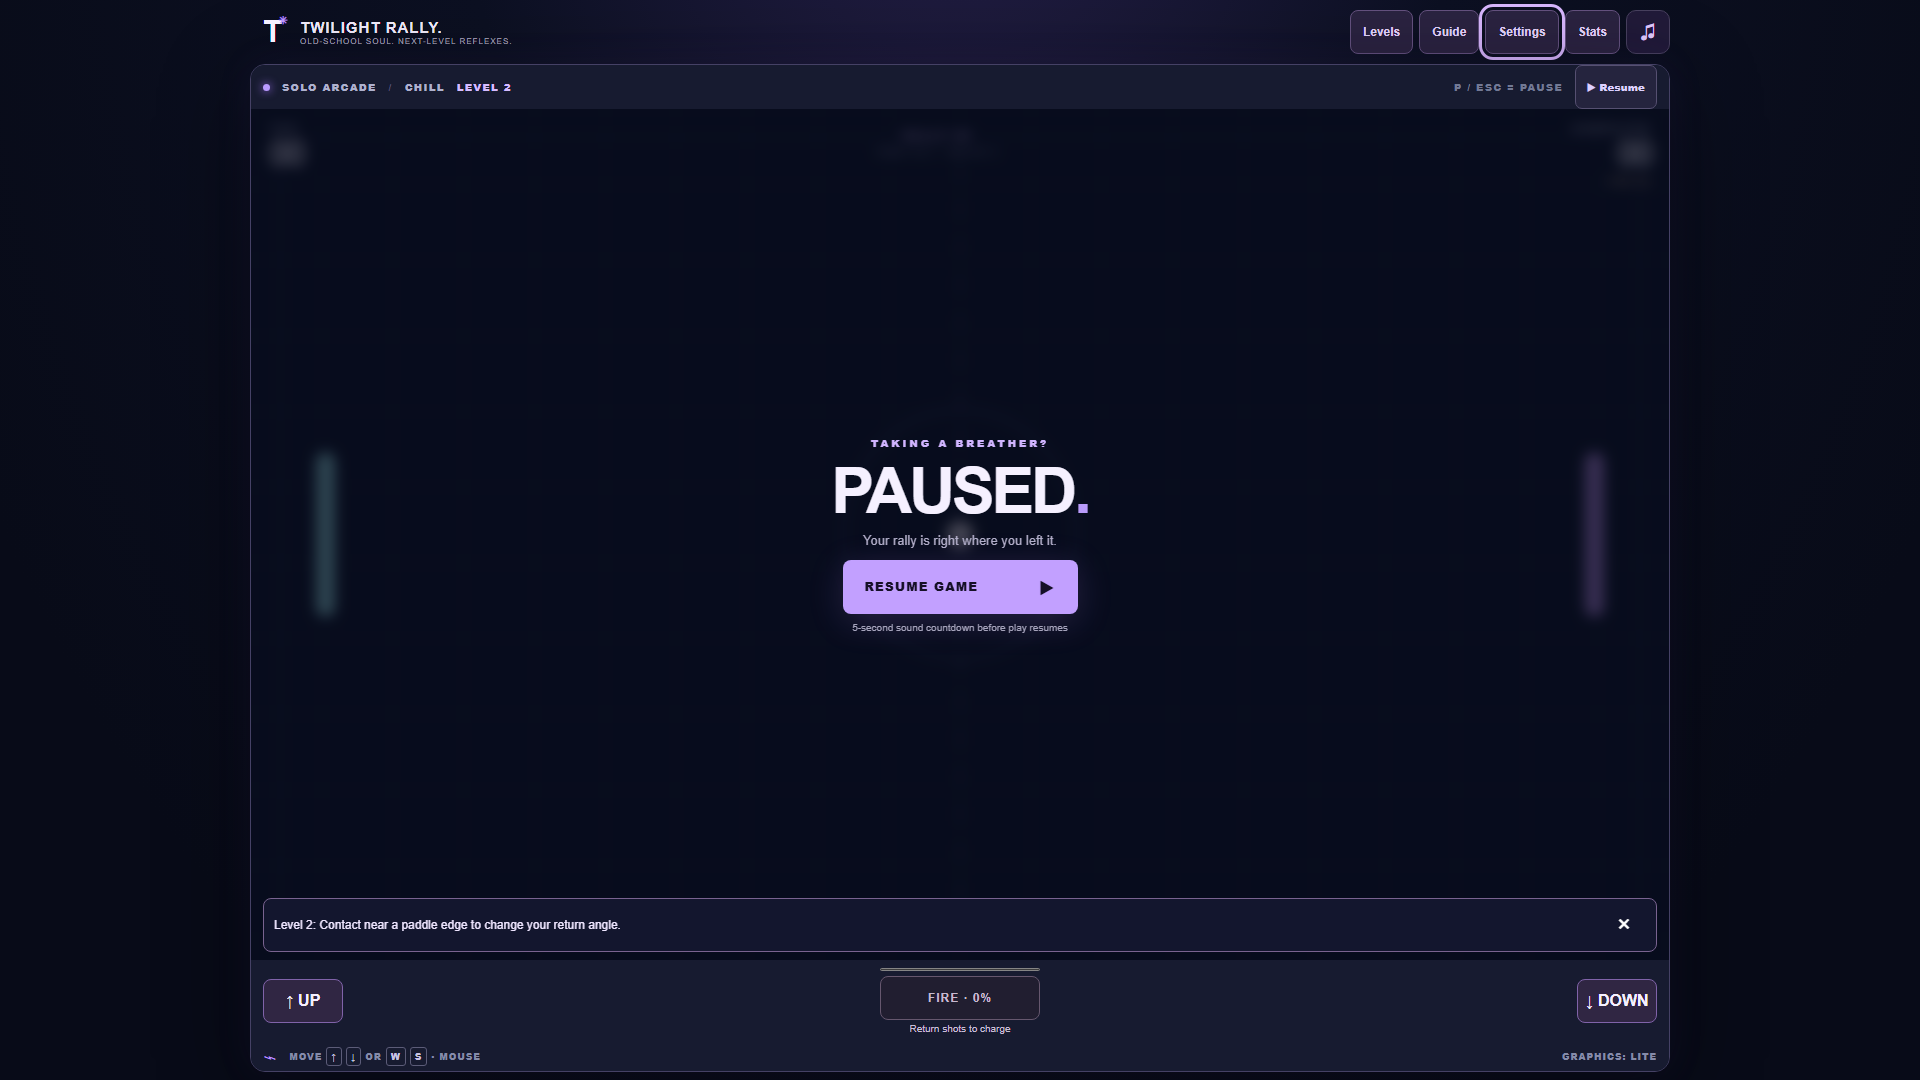 T*
TWILIGHT RALLY.
OLD-SCHOOL SOUL. NEXT-LEVEL REFLEXES.
Levels
Guide
Settings
Stats
SOLO ARCADE / CHILL LEVEL 2
P / ESC = PAUSE
▶ Resume
TAKING A BREATHER?
PAUSED.
Your rally is right where you left it.
RESUME GAME ▶
5-second sound countdown before play resumes
Level 2: Contact near a paddle edge to change your return angle.
↑ UP
FIRE · 0%
↓ DOWN
Return shots to charge
MOVE ↑ ↓ OR W S · MOUSE
GRAPHICS: LITE